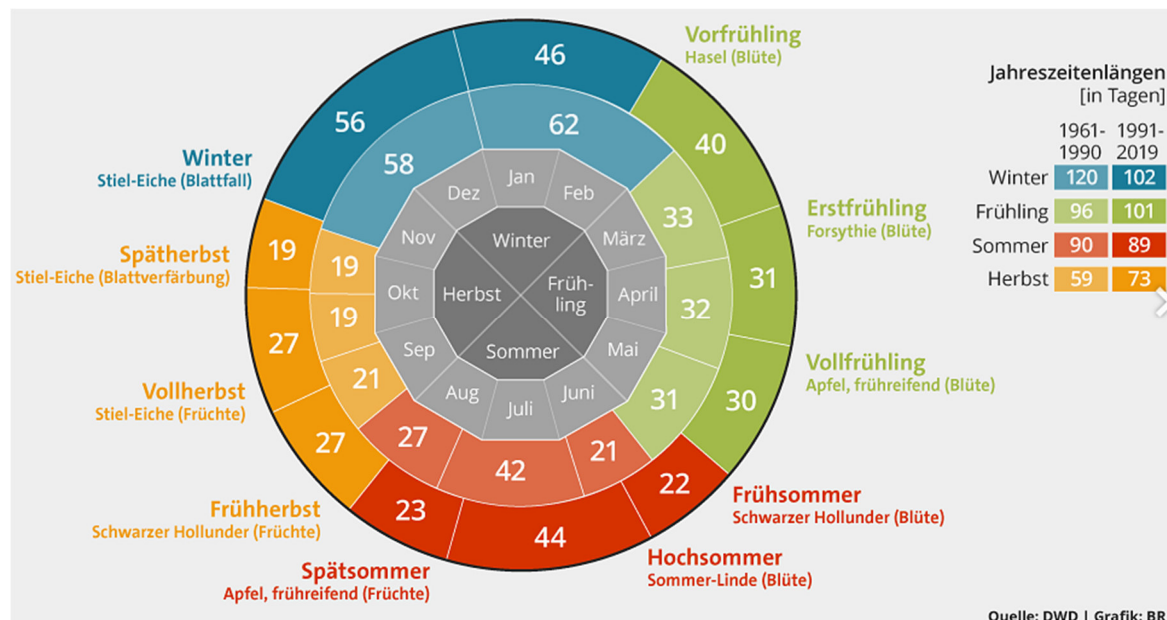 Vorfrühling
Hasel (Blüte)
Erstfrühling
Forsythie (Blüte)
Vollfrühling
Apfel, frühreifend (Blüte)
Frühsommer
Schwarzer Hollunder (Blüte)
Hochsommer
Sommer-Linde (Blüte)
Spätsommer
Apfel, frühreifend (Früchte)
Frühherbst
Schwarzer Hollunder (Früchte)
Vollherbst
Stiel-Eiche (Früchte)
Spätherbst
Stiel-Eiche (Blattverfärbung)
Winter
Stiel-Eiche (Blattfall)
46
40
31
30
22
44
23
27
27
19
56
62
33
32
31
21
42
27
21
19
19
58
Jan
Feb
März
April
Mai
Juni
Juli
Aug
Sep
Okt
Nov
Dez
Winter
Früh-
ling
Sommer
Herbst
Jahreszeitenlängen
[in Tagen]
1961- 1991-
1990 2019
Winter 120 102
Frühling 96 101
Sommer 90 89
Herbst 59 73
Quelle: DWD | Grafik: BR